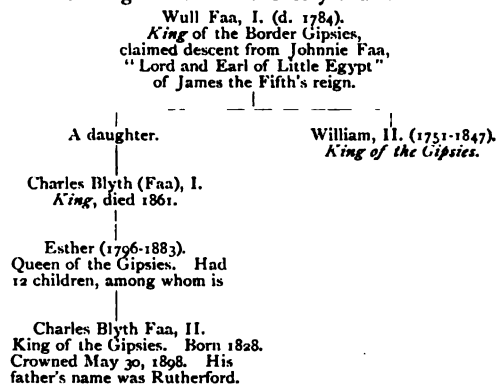 Wull Faa, I. (d. 1784).
King of the Border Gipsies,
claimed descent from Johnnie Faa,
"Lord and Earl of Little Egypt"
of James the Fifth's reign.
A daughter.
William, II. (1751-1847).
King of the Gipsies.
Charles Blyth (Faa), I.
King, died 1861.
Esther (1796-1883).
Queen of the Gipsies. Had
12 children, among whom is
Charles Blyth Faa, II.
King of the Gipsies. Born 1828.
Crowned May 30, 1898. His
father's name was Rutherford.